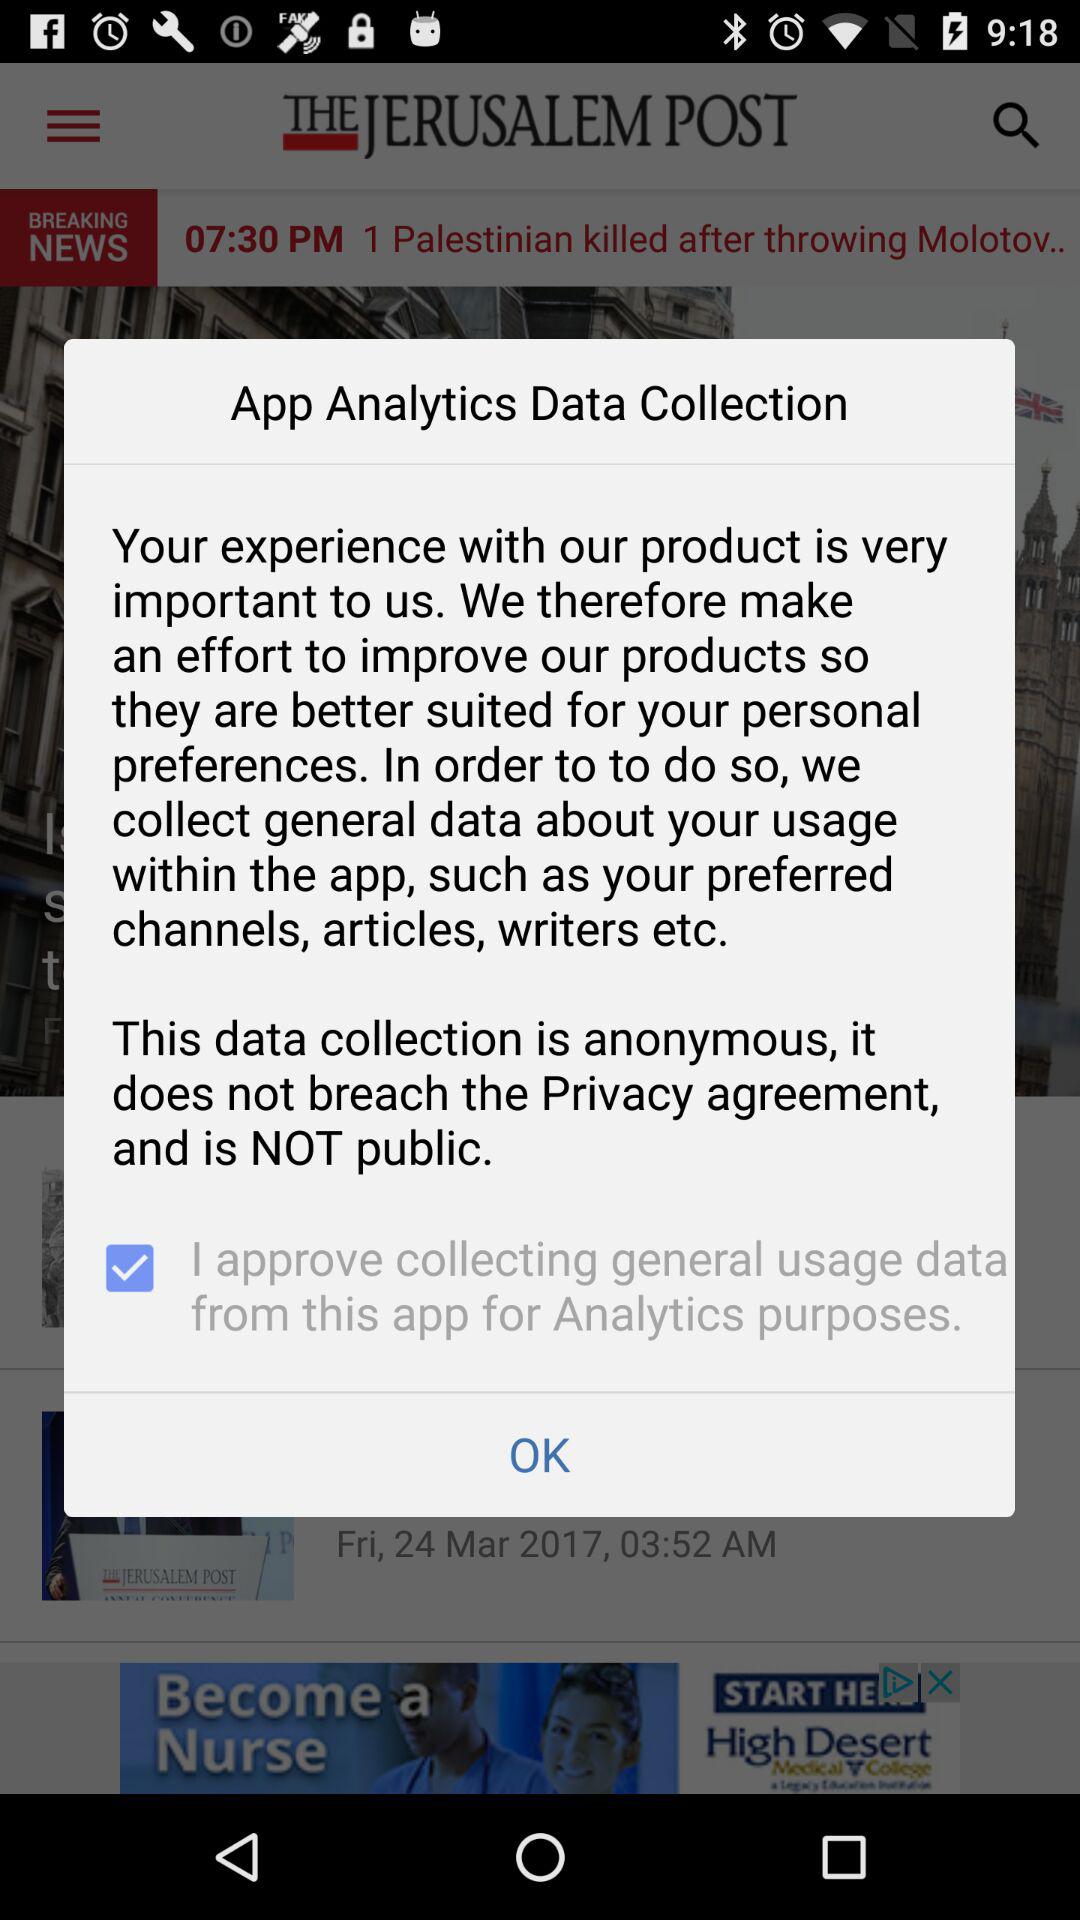 FAKE
9:18
THE JERUSALEM POST
BREAKING
NEWS
07:30 PM 1 Palestinian killed after throwing Molotov..
App Analytics Data Collection
Your experience with our product is very
important to us. We therefore make
an effort to improve our products so
they are better suited for your personal
preferences. In order to to do so, we
collect general data about your usage
within the app, such as your preferred
channels, articles, writers etc.
This data collection is anonymous, it
does not breach the Privacy agreement,
and is NOT public.
I approve collecting general usage data
from this app for Analytics purposes.
OK
Fri, 24 Mar 2017, 03:52 AM
THE JERUSALEM POST
Become a
Nurse
START
High Desert
Medical College
a Legacy Education Institution